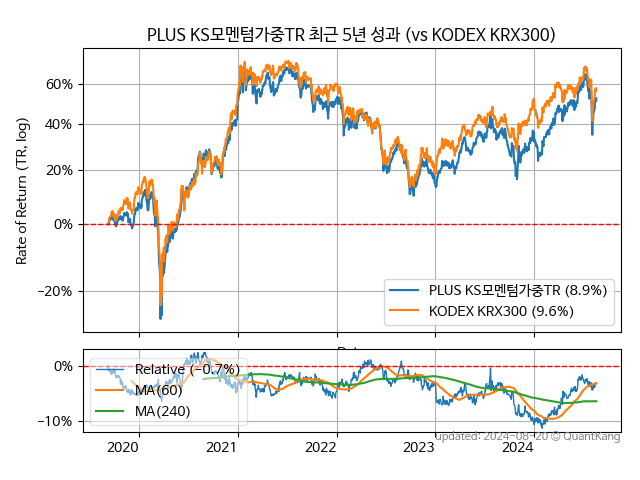 PLUS KS모멘텀가중TR 최근 5년 성과 (vs KODEX KRX300)
Rate of Return (TR, log)
60%
40%
20%
0%
−20%
PLUS KS모멘텀가중TR (8.9%)
KODEX KRX300 (9.6%)
0%
−10%
Relative (−0.7%)
MA(60)
MA(240)
2020
2021
2022
2023
2024
updated: 2024-08-20 © QuantKang